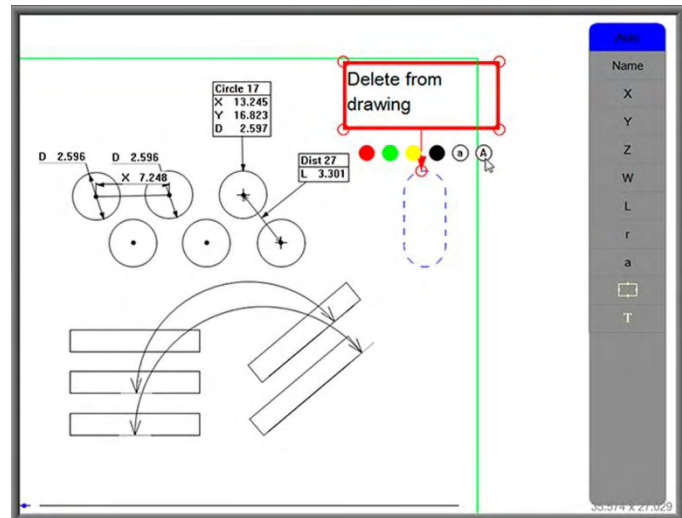 Auto
Name
X
Y
Z
W
L
r
a
T
Delete from
drawing
a A
Circle 17
X 13.245
Y 16.823
D 2.597
D 2.596
D 2.596
X 7.248
Dist 27
L 3.301
35.574 x 27.029